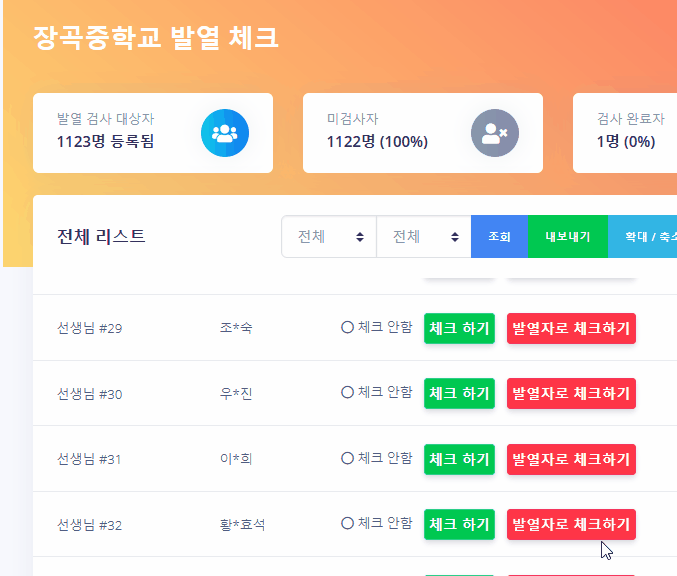 장곡중학교 발열 체크
발열 검사 대상자
1123명 등록됨
미검사자
1122명 (100%)
검사 완료자
1명 (0%)
전체 리스트
전체
전체
조회
내보내기
확대 / 축소
선생님 #29 조*숙 체크 안함 체크 하기 발열자로 체크하기
선생님 #30 우*진 체크 안함 체크 하기 발열자로 체크하기
선생님 #31 이*희 체크 안함 체크 하기 발열자로 체크하기
선생님 #32 황*효석 체크 안함 체크 하기 발열자로 체크하기